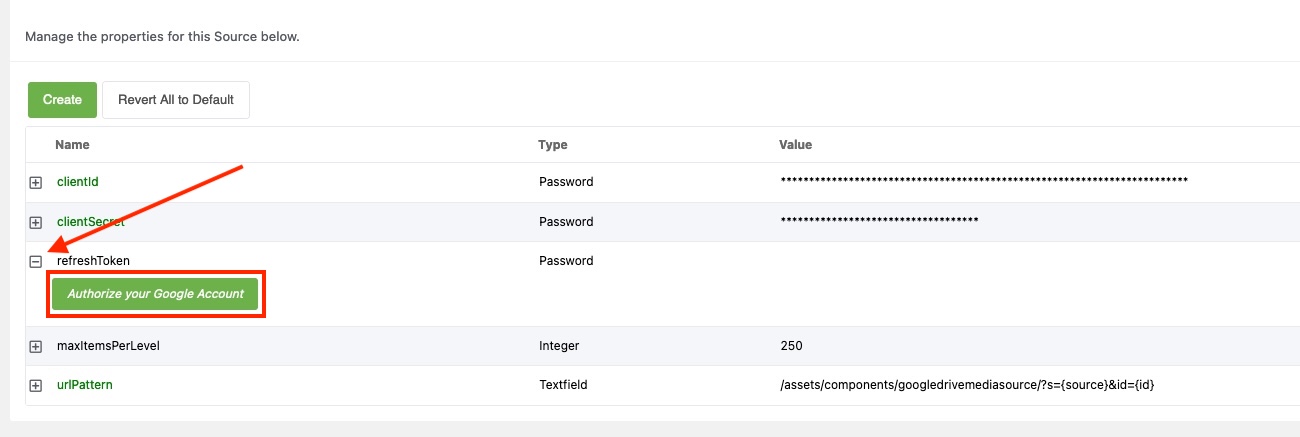 Manage the properties for this Source below.
Create Revert All to Default
Name Type Value
clientId Password *************************************************************************
clientSecret Password ***********************************
refreshToken Password
Authorize your Google Account
maxItemsPerLevel Integer 250
urlPattern Textfield /assets/components/googledrivemediasource/?s={source}&id={id}